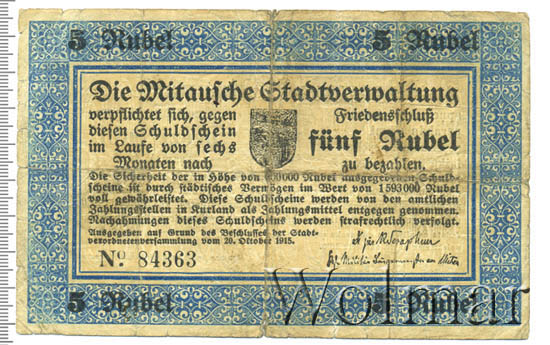 5 Rubel 5 Rubel
Die Mitausche Stadtverwaltung
verpflichtet sich, gegen Friedensschluß
diesen Schuldschein
im Laufe von sechs fünf Rubel
Monaten nach zu bezahlen.
Die Sicherheit der in Höhe von 000 Rubel ausgegebenen Schuld-
scheine ist durch städtisches Vermögen im Wert von 1593000 Rubel
voll gewährleistet. Diese Schuldscheine werden von den amtlichen
Zahlungsstellen in Kurland als Zahlungsmittel entgegen genommen.
Nachahmungen dieses Schuldscheins werden strafrechtlich verfolgt.
Ausgegeben auf Grund des Beschlusses der Stadt-
verordnetenversammlung vom 20. Oktober 1915.
No 84363
5 Rubel 5 Rubel
Wolmar